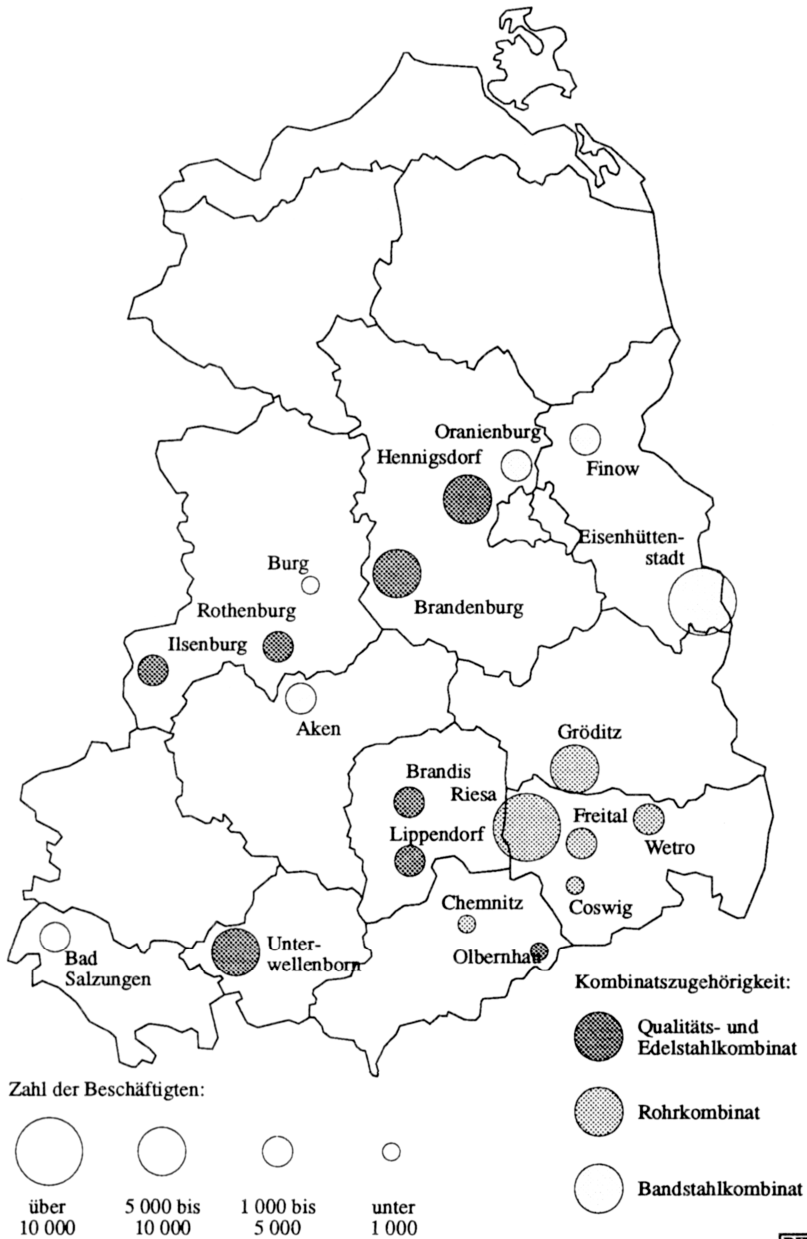 Oranienburg
Hennigsdorf
Finow
Eisenhütten-
stadt
Burg
Brandenburg
Rothenburg
Ilsenburg
Aken
Gröditz
Brandis
Riesa
Freital
Lippendorf
Wetro
Chemnitz
Coswig
Unter-
wellenborn
Olbernhau
Bad
Salzungen
Kombinatszugehörigkeit:
Qualitäts- und
Edelstahlkombinat
Rohrkombinat
Bandstahlkombinat
Zahl der Beschäftigten:
über
10 000
5 000 bis
10 000
1 000 bis
5 000
unter
1 000